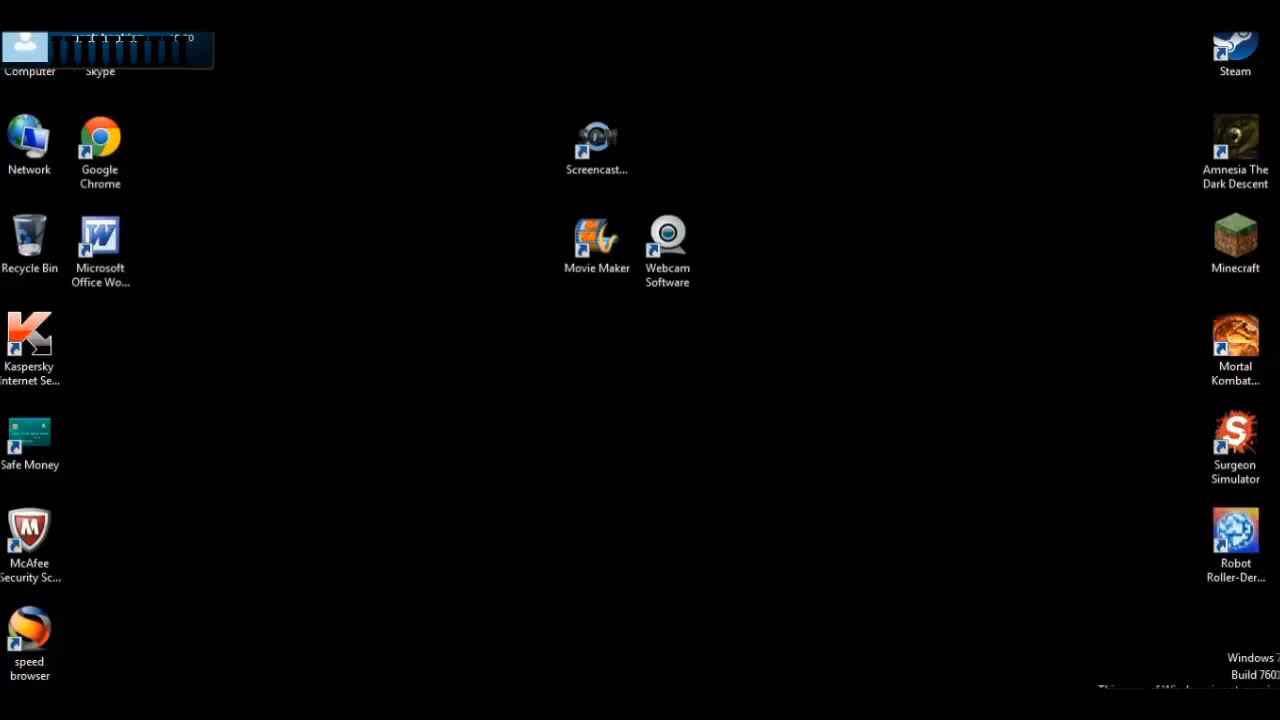 Computer
Skype
Steam
Network
Google
Chrome
Screencast...
Amnesia The
Dark Descent
Recycle Bin
Microsoft
Office Wo...
Movie Maker
Webcam
Software
Minecraft
Kaspersky
Internet Se...
Mortal
Kombat...
Safe Money
Surgeon
Simulator
McAfee
Security Sc...
Robot
Roller-Der...
speed
browser
Windows 7
Build 7601